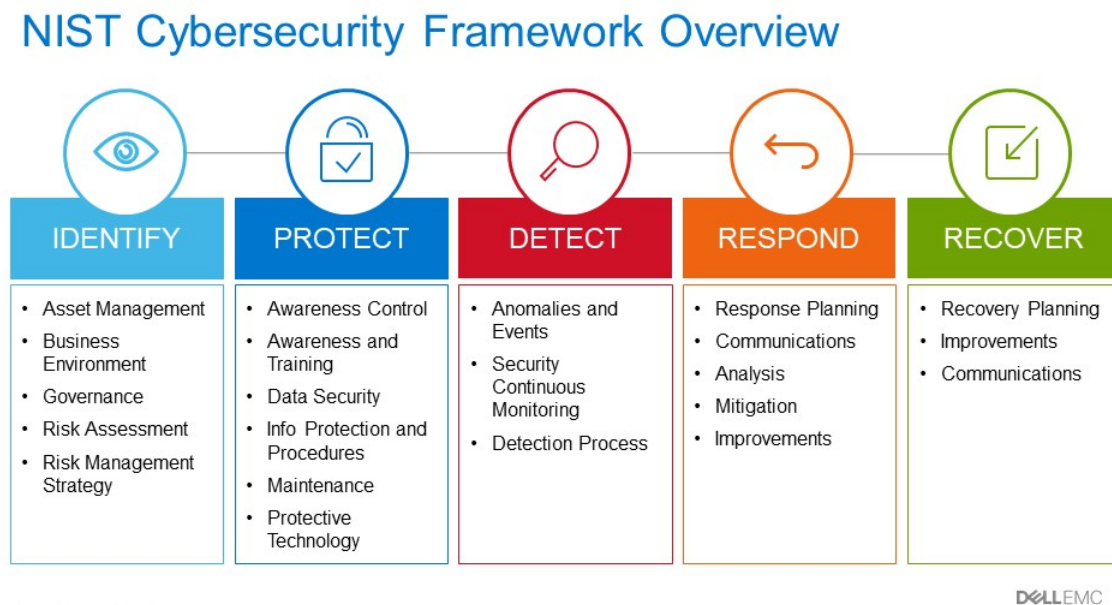 NIST Cybersecurity Framework Overview
IDENTIFY
• Asset Management
• Business
Environment
• Governance
• Risk Assessment
• Risk Management
Strategy
PROTECT
• Awareness Control
• Awareness and
Training
• Data Security
• Info Protection and
Procedures
• Maintenance
• Protective
Technology
DETECT
• Anomalies and
Events
• Security
Continuous
Monitoring
• Detection Process
RESPOND
• Response Planning
• Communications
• Analysis
• Mitigation
• Improvements
RECOVER
• Recovery Planning
• Improvements
• Communications
DELLEMC